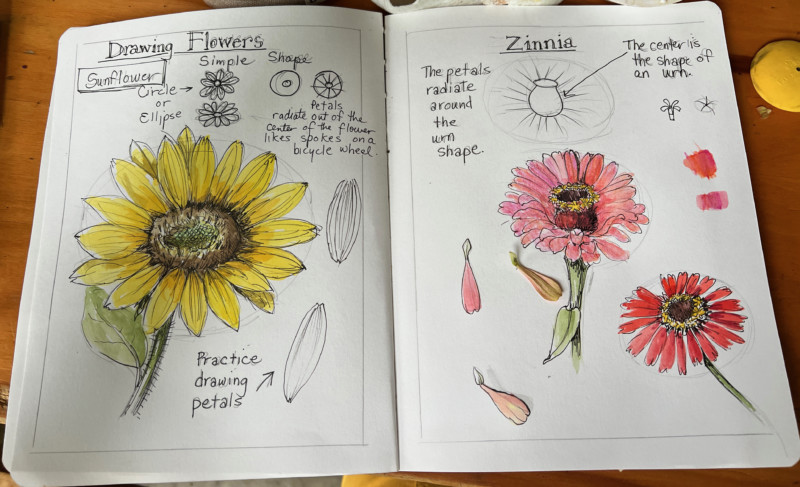 Drawing Flowers
Sunflower
Simple Shape
Circle
or
Ellipse
Petals
radiate out of the
center of the flower
likes spokes on a
bicycle wheel.
Practice
drawing
petals
Zinnia
The petals
radiate
around
the
urn
shape.
The center is
the shape of
an urn.